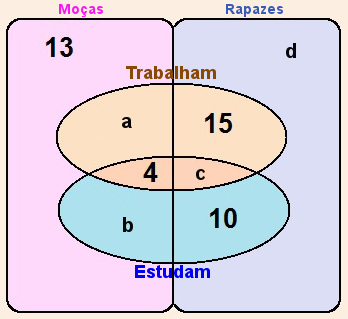 Moças Rapazes
13 d
Trabalham
a 15
4 c
b 10
Estudam